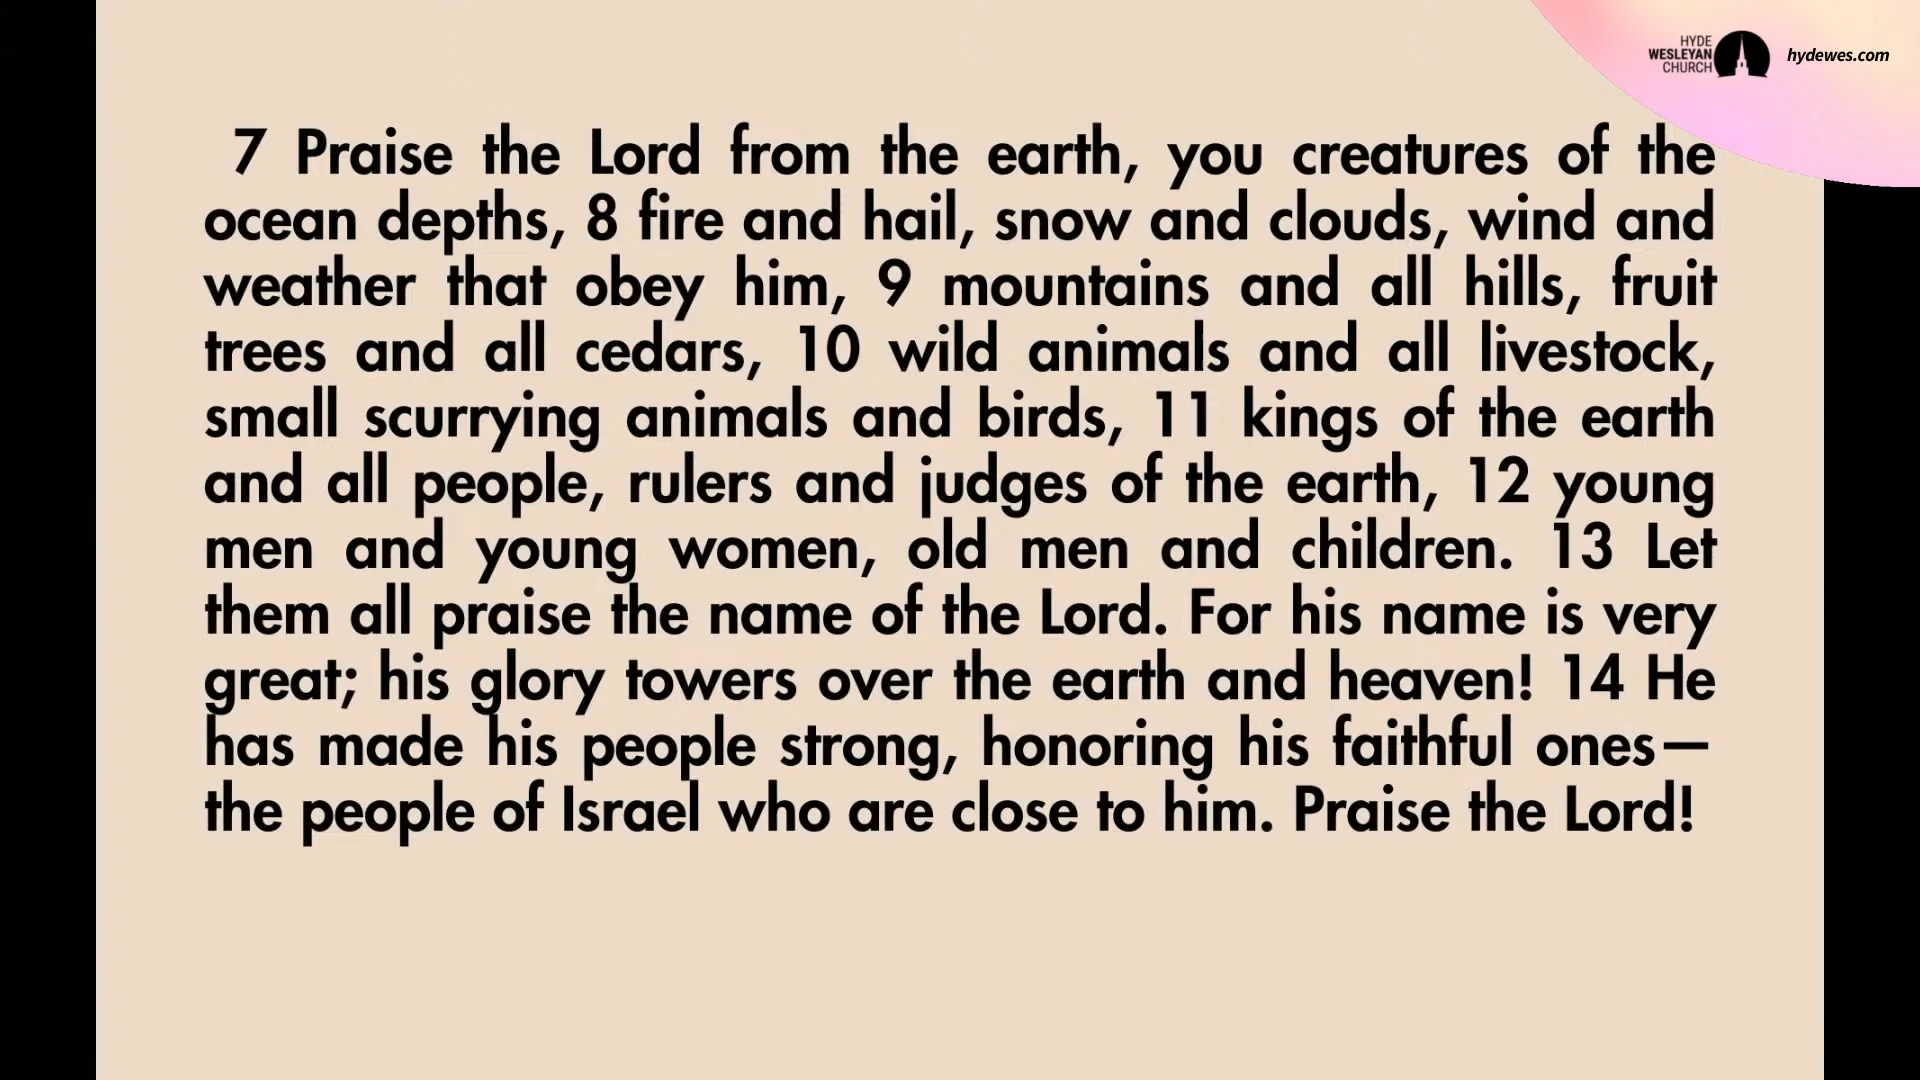 HYDE
WESLEYAN
CHURCH
hydewes.com
7 Praise the Lord from the earth, you creatures of the
ocean depths, 8 fire and hail, snow and clouds, wind and
weather that obey him, 9 mountains and all hills, fruit
trees and all cedars, 10 wild animals and all livestock,
small scurrying animals and birds, 11 kings of the earth
and all people, rulers and judges of the earth, 12 young
men and young women, old men and children. 13 Let
them all praise the name of the Lord. For his name is very
great; his glory towers over the earth and heaven! 14 He
has made his people strong, honoring his faithful ones—
the people of Israel who are close to him. Praise the Lord!